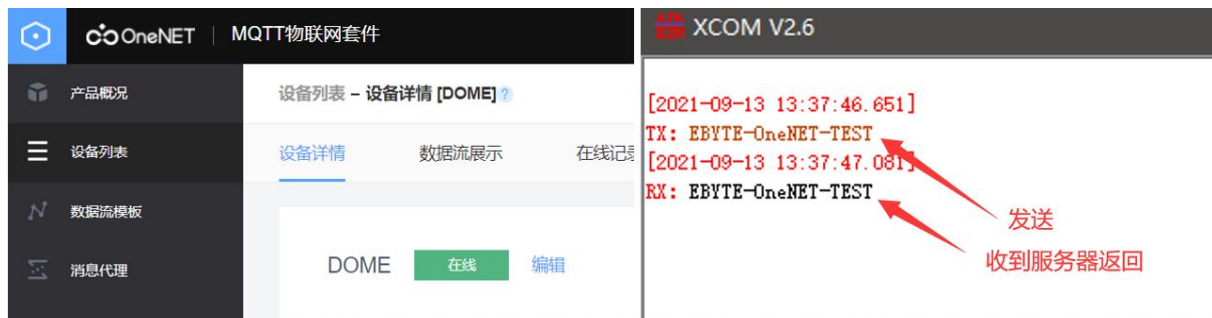 OneNET | MQTT物联网套件
产品概况
设备列表
数据流模板
消息代理
设备列表 – 设备详情 [DOME] ?
设备详情 数据流展示 在线记录
DOME 在线 编辑
XCOM V2.6
[2021-09-13 13:37:46.651]
TX: EBYTE-OneNET-TEST
[2021-09-13 13:37:47.081]
RX: EBYTE-OneNET-TEST
发送
收到服务器返回